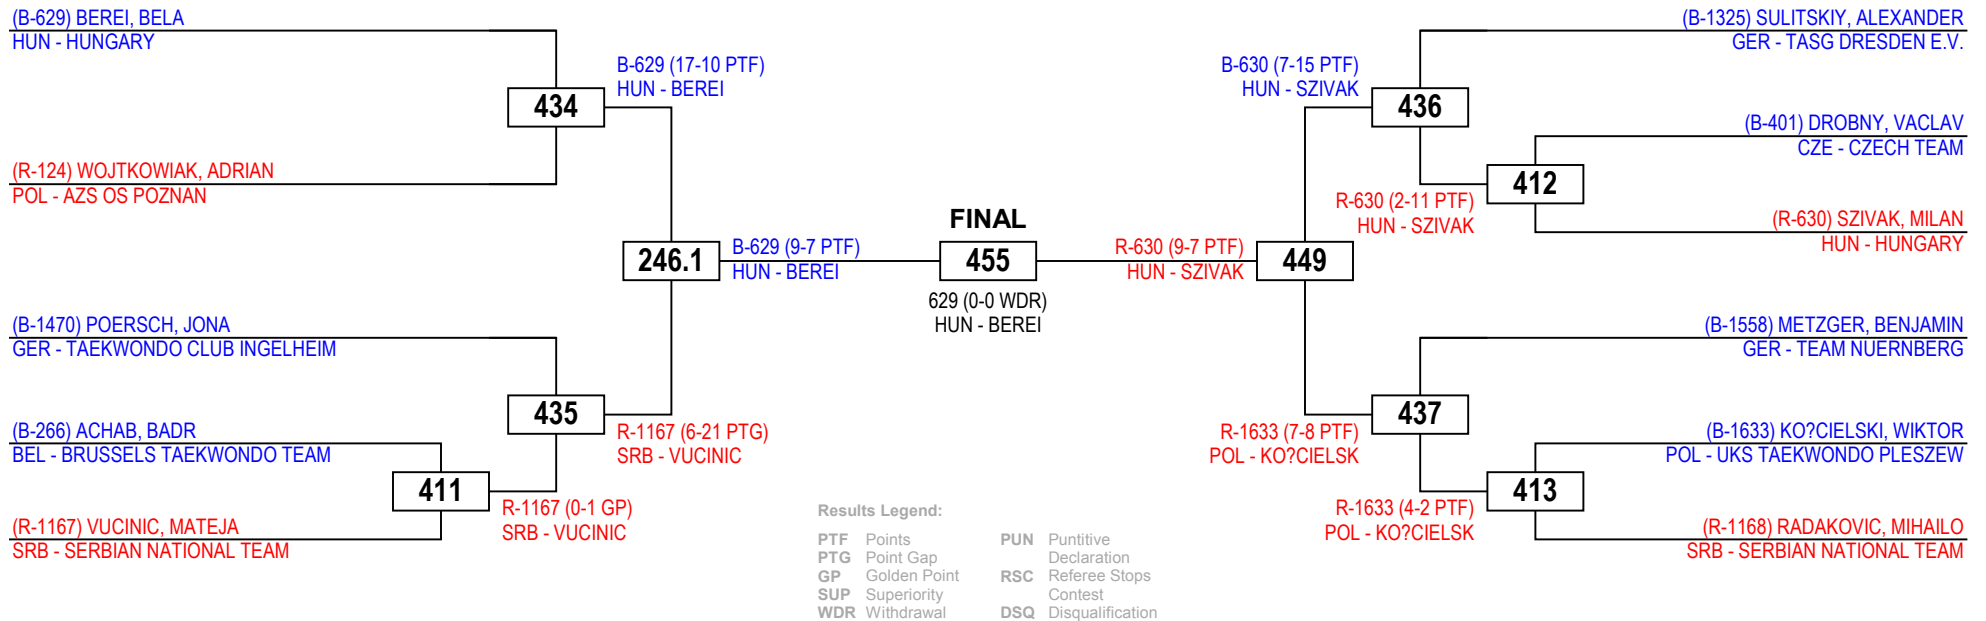 (B-629) BEREI, BELA
HUN - HUNGARY
434
B-629 (17-10 PTF)
HUN - BEREI
(R-124) WOJTKOWIAK, ADRIAN
POL - AZS OS POZNAN
246.1
B-629 (9-7 PTF)
HUN - BEREI
(B-1470) POERSCH, JONA
GER - TAEKWONDO CLUB INGELHEIM
435
R-1167 (6-21 PTG)
SRB - VUCINIC
(B-266) ACHAB, BADR
BEL - BRUSSELS TAEKWONDO TEAM
411
R-1167 (0-1 GP)
SRB - VUCINIC
(R-1167) VUCINIC, MATEJA
SRB - SERBIAN NATIONAL TEAM
FINAL
455
629 (0-0 WDR)
HUN - BEREI
(B-1325) SULITSKIY, ALEXANDER
GER - TASG DRESDEN E.V.
B-630 (7-15 PTF)
HUN - SZIVAK
436
(B-401) DROBNY, VACLAV
CZE - CZECH TEAM
412
R-630 (2-11 PTF)
HUN - SZIVAK
(R-630) SZIVAK, MILAN
HUN - HUNGARY
R-630 (9-7 PTF)
HUN - SZIVAK
449
(B-1558) METZGER, BENJAMIN
GER - TEAM NUERNBERG
437
R-1633 (7-8 PTF)
POL - KO?CIELSK
(B-1633) KO?CIELSKI, WIKTOR
POL - UKS TAEKWONDO PLESZEW
413
R-1633 (4-2 PTF)
POL - KO?CIELSK
(R-1168) RADAKOVIC, MIHAILO
SRB - SERBIAN NATIONAL TEAM
Results Legend:
PTF Points
PTG Point Gap
GP Golden Point
SUP Superiority
WDR Withdrawal
PUN Puntitive
Declaration
RSC Referee Stops
Contest
DSQ Disqualification